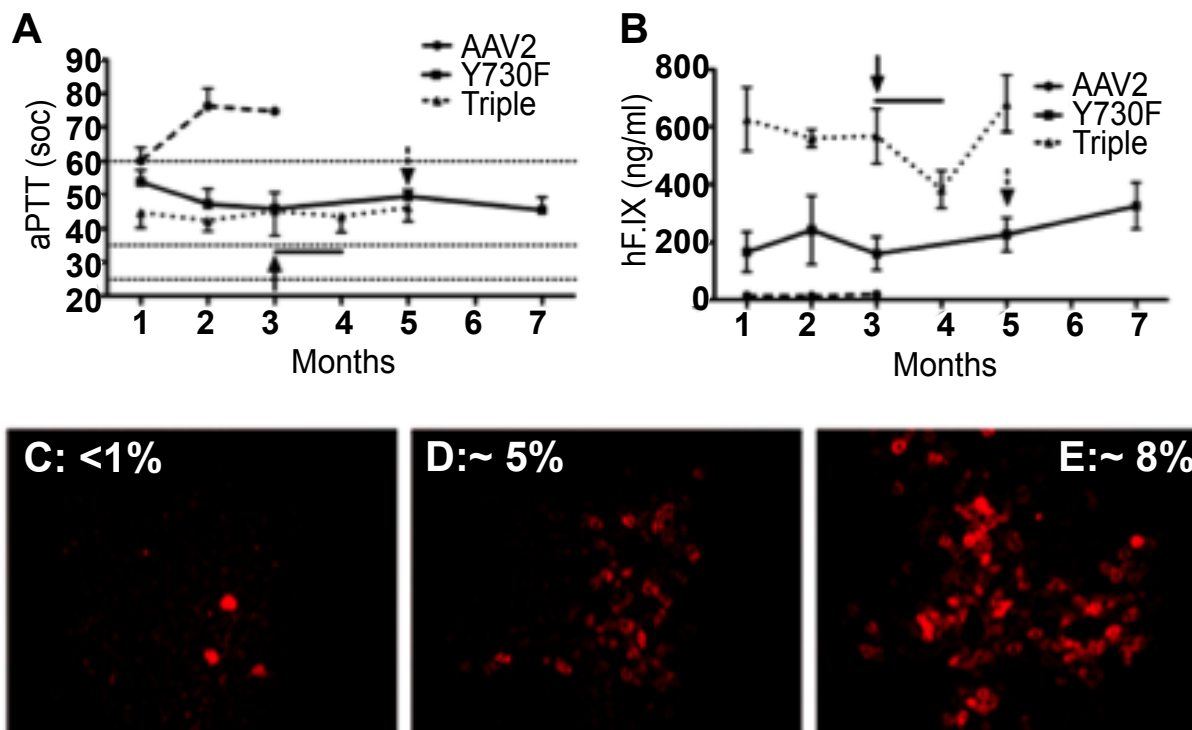 A
AAV2
Y730F
Triple
90
80
70
60
50
40
30
20
aPTT (soc)
1 2 3 4 5 6 7
Months
B
AAV2
Y730F
Triple
800
600
400
200
0
hF.IX (ng/ml)
1 2 3 4 5 6 7
Months
C: <1%
D:~ 5%
E:~ 8%